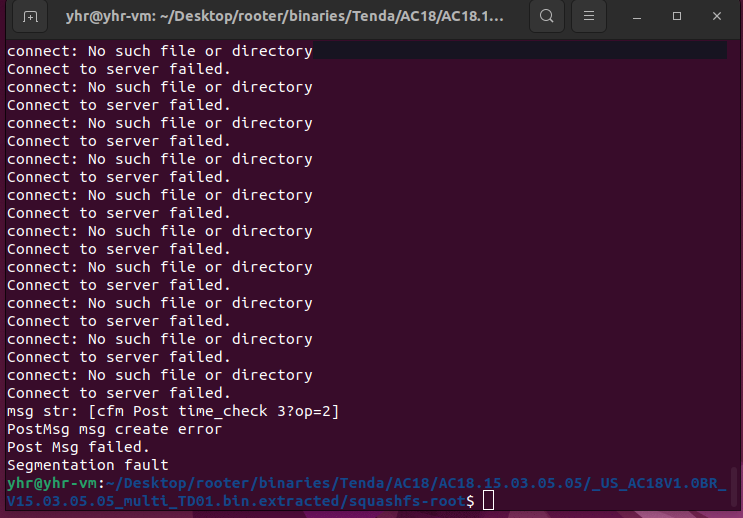 yhr@yhr-vm: ~/Desktop/rooter/binaries/Tenda/AC18/AC18.1...
connect: No such file or directory
Connect to server failed.
connect: No such file or directory
Connect to server failed.
connect: No such file or directory
Connect to server failed.
connect: No such file or directory
Connect to server failed.
connect: No such file or directory
Connect to server failed.
connect: No such file or directory
Connect to server failed.
connect: No such file or directory
Connect to server failed.
connect: No such file or directory
Connect to server failed.
connect: No such file or directory
Connect to server failed.
connect: No such file or directory
Connect to server failed.
msg str: [cfm Post time_check 3?op=2]
PostMsg msg create error
Post Msg failed.
Segmentation fault
yhr@yhr-vm:~/Desktop/rooter/binaries/Tenda/AC18/AC18.15.03.05.05/_US_AC18V1.0BR_
V15.03.05.05_multi_TD01.bin.extracted/squashfs-root$